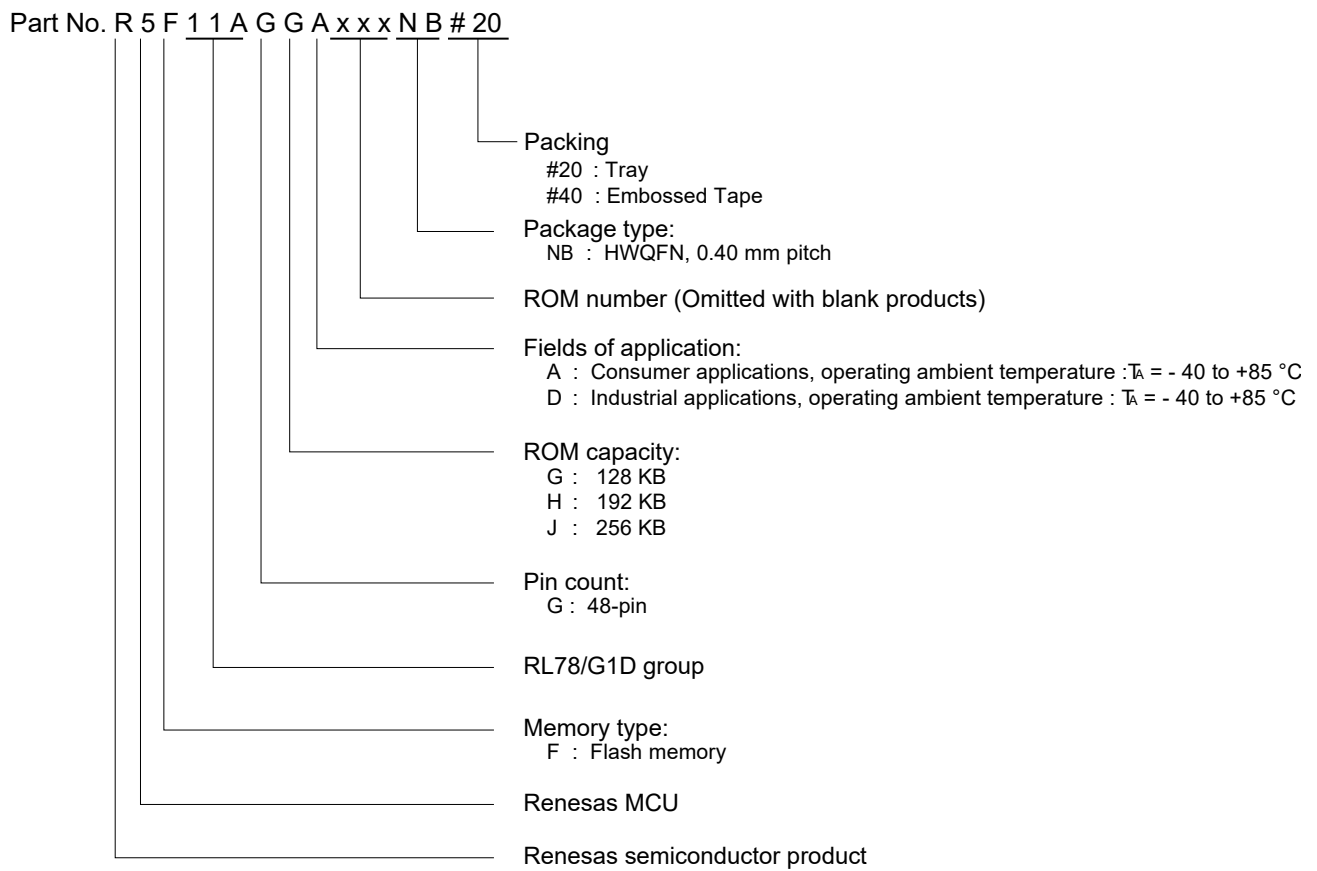 Part No. R 5 F 1 1 A G G A x x x N B # 20
Packing
#20 : Tray
#40 : Embossed Tape
Package type:
NB : HWQFN, 0.40 mm pitch
ROM number (Omitted with blank products)
Fields of application:
A : Consumer applications, operating ambient temperature :TA = - 40 to +85 °C
D : Industrial applications, operating ambient temperature : TA = - 40 to +85 °C
ROM capacity:
G : 128 KB
H : 192 KB
J : 256 KB
Pin count:
G : 48-pin
RL78/G1D group
Memory type:
F : Flash memory
Renesas MCU
Renesas semiconductor product